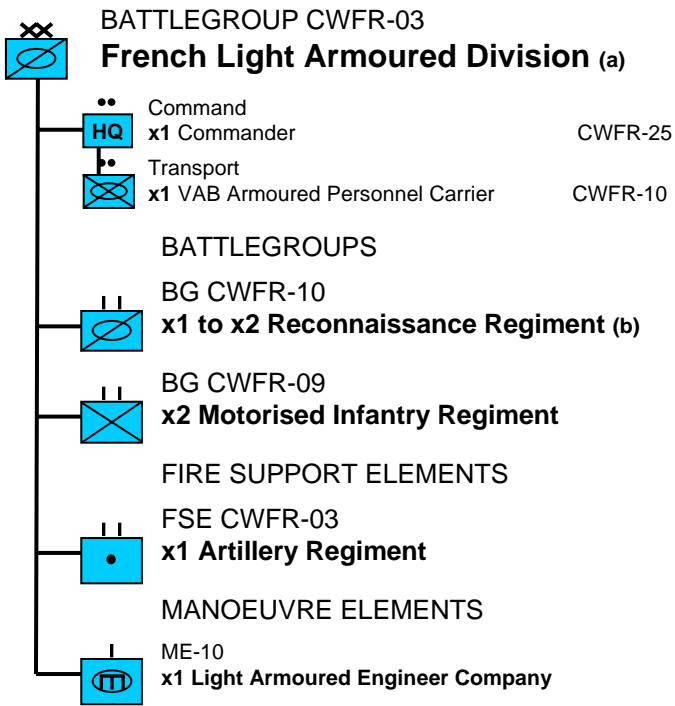 BATTLEGROUP CWFR-03
French Light Armoured Division (a)
Command
HQ x1 Commander CWFR-25
Transport
x1 VAB Armoured Personnel Carrier CWFR-10
BATTLEGROUPS
BG CWFR-10
x1 to x2 Reconnaissance Regiment (b)
BG CWFR-09
x2 Motorised Infantry Regiment
FIRE SUPPORT ELEMENTS
FSE CWFR-03
x1 Artillery Regiment
MANOEUVRE ELEMENTS
ME-10
x1 Light Armoured Engineer Company